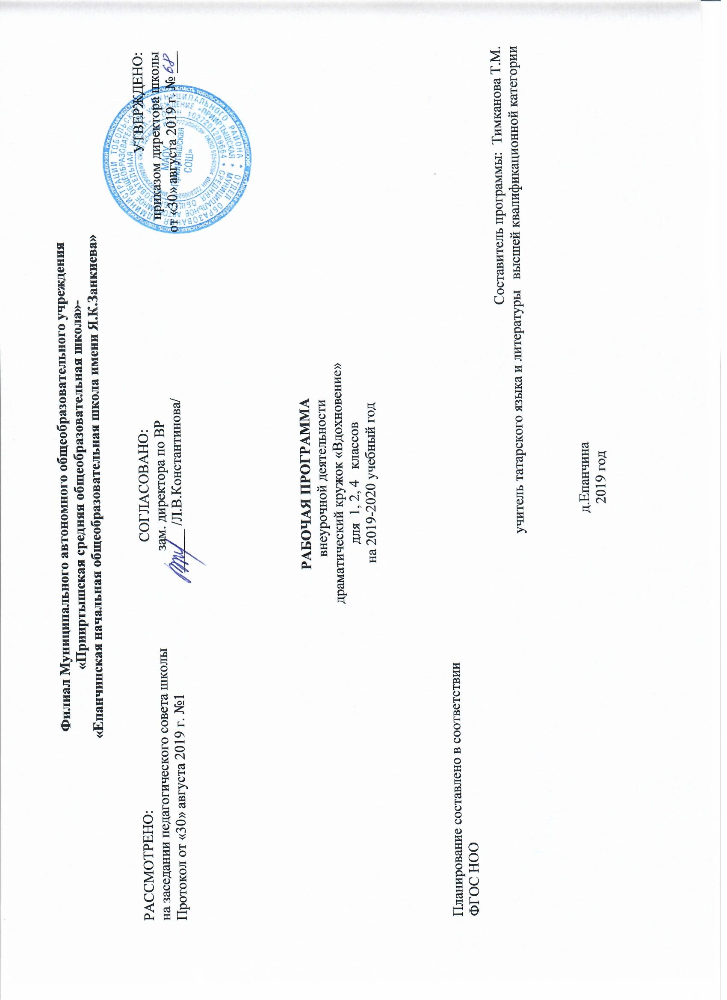 Филиал Муниципального автономного общеобразовательного учреждения
«Прииртышская средняя общеобразовательная школа»-
«Епанчинская начальная общеобразовательная школа имени Я.К.Занкиева»
РАССМОТРЕНО:
на заседании педагогического совета школы
Протокол от «30» августа 2019 г. №1
СОГЛАСОВАНО:
зам. директора по ВР
/Л.В.Константинова/
УТВЕРЖДЕНО:
приказом директора школы
от «30» августа 2019 г. № 68
МАОУ
«Прииртышская
СОШ»
РАБОЧАЯ ПРОГРАММА
внеурочной деятельности
драматический кружок «Вдохновение»
для 1, 2, 4 классов
на 2019-2020 учебный год
Планирование составлено в соответствии
ФГОС НОО
Составитель программы: Тимканова Т.М.
учитель татарского языка и литературы высшей квалификационной категории
д.Епанчина
2019 год